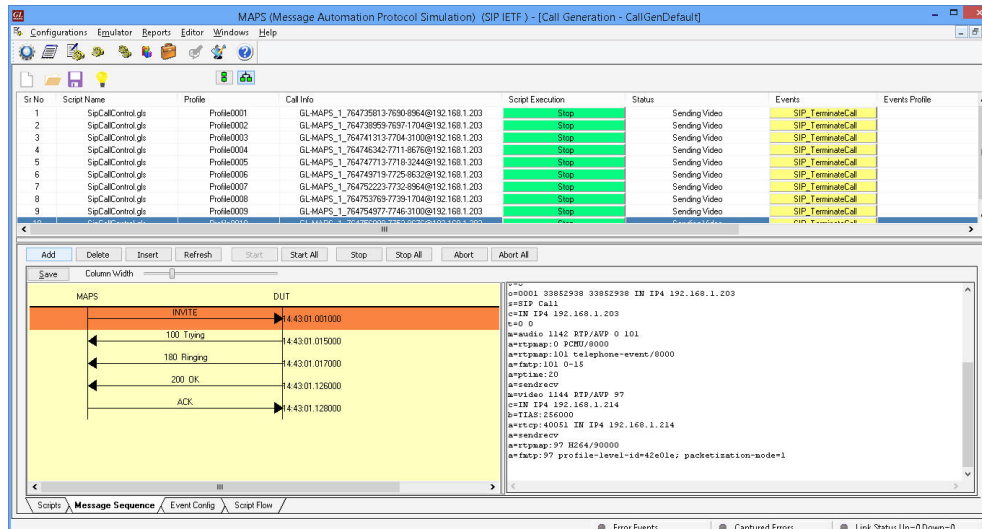 GL
MAPS (Message Automation Protocol Simulation) (SIP IETF ) - [Call Generation - CallGenDefault]
Configurations Emulator Reports Editor Windows Help
Sr No Script Name Profile Call Info Script Execution Status Events Events Profile
1 SipCallControl.gls Profile0001 GL-MAPS_1_764735813-7690-8964@192.168.1.203 Stop Sending Video SIP_TerminateCall
2 SipCallControl.gls Profile0002 GL-MAPS_1_764738959-7697-1704@192.168.1.203 Stop Sending Video SIP_TerminateCall
3 SipCallControl.gls Profile0003 GL-MAPS_1_764741313-7704-3100@192.168.1.203 Stop Sending Video SIP_TerminateCall
4 SipCallControl.gls Profile0004 GL-MAPS_1_764746342-7711-8676@192.168.1.203 Stop Sending Video SIP_TerminateCall
5 SipCallControl.gls Profile0005 GL-MAPS_1_764747713-7718-3244@192.168.1.203 Stop Sending Video SIP_TerminateCall
6 SipCallControl.gls Profile0006 GL-MAPS_1_764749719-7725-8632@192.168.1.203 Stop Sending Video SIP_TerminateCall
7 SipCallControl.gls Profile0007 GL-MAPS_1_764752223-7732-8964@192.168.1.203 Stop Sending Video SIP_TerminateCall
8 SipCallControl.gls Profile0008 GL-MAPS_1_764753769-7739-1704@192.168.1.203 Stop Sending Video SIP_TerminateCall
9 SipCallControl.gls Profile0009 GL-MAPS_1_764754977-7746-3100@192.168.1.203 Stop Sending Video SIP_TerminateCall
Add Delete Insert Refresh Start Start All Stop Stop All Abort Abort All
Save Column Width
MAPS DUT
INVITE
14:43:01.001000
100 Trying
14:43:01.015000
180 Ringing
14:43:01.017000
200 OK
14:43:01.126000
ACK
14:43:01.128000
o=0001 33852938 33852938 IN IP4 192.168.1.203
s=SIP Call
c=IN IP4 192.168.1.203
t=0 0
m=audio 1142 RTP/AVP 0 101
a=rtpmap:0 PCMU/8000
a=rtpmap:101 telephone-event/8000
a=fmtp:101 0-15
a=ptime:20
a=sendrecv
m=video 1144 RTP/AVP 97
c=IN IP4 192.168.1.214
b=TIAS:256000
a=rtcp:40051 IN IP4 192.168.1.214
a=sendrecv
a=rtpmap:97 H264/90000
a=fmtp:97 profile-level-id=42e01e; packetization-mode=1
Scripts Message Sequence Event Config Script Flow
Error Events Captured Errors Link Status Up=0 Down=0